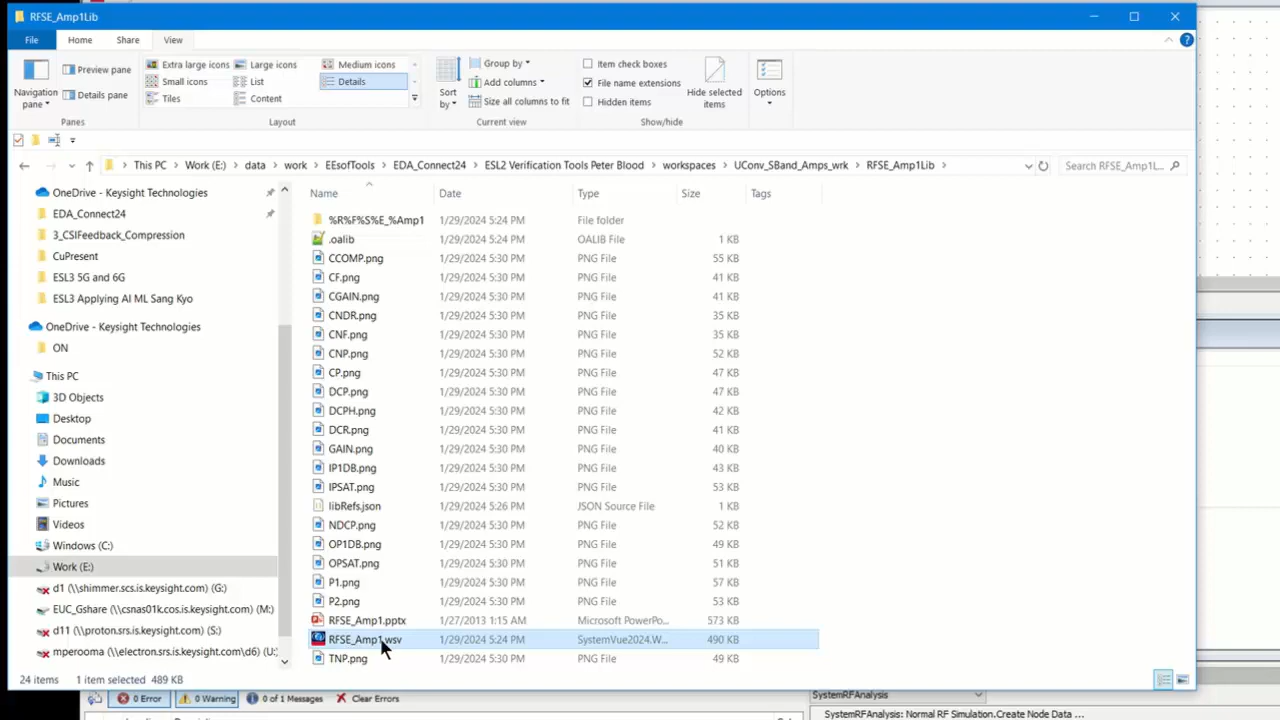 RFSE_Amp1Lib
File Home Share View
Navigation pane
Preview pane
Details pane
Panes
Extra large icons Large icons Medium icons
Small icons List Details
Tiles Content
Layout
Sort by
Group by
Add columns
Size all columns to fit
Current view
Item check boxes
File name extensions
Hidden items
Hide selected items
Show/hide
Options
This PC Work (E:) data work EEsofTools EDA_Connect24 ESL2 Verification Tools Peter Blood workspaces UConv_SBand_Amps_wrk RFSE_Amp1Lib
Search RFSE_Amp1L...
OneDrive - Keysight Technologies
EDA_Connect24
3_CSIFeedback_Compression
CuPresent
ESL3 5G and 6G
ESL3 Applying AI ML Sang Kyo
OneDrive - Keysight Technologies
ON
This PC
3D Objects
Desktop
Documents
Downloads
Music
Pictures
Videos
Windows (C:)
Work (E:)
d1 (\\shimmer.scs.is.keysight.com) (G:)
EUC_Gshare (\\csnas01k.cos.is.keysight.com) (M:)
d11 (\\proton.srs.is.keysight.com) (S:)
mperooma (\\electron.srs.is.keysight.com\d6) (U:
Name Date Type Size Tags
%R%F%S%E_%Amp1 1/29/2024 5:24 PM File folder
.oalib 1/29/2024 5:24 PM OALIB File 1 KB
CCOMP.png 1/29/2024 5:30 PM PNG File 55 KB
CF.png 1/29/2024 5:30 PM PNG File 41 KB
CGAIN.png 1/29/2024 5:30 PM PNG File 41 KB
CNDR.png 1/29/2024 5:30 PM PNG File 35 KB
CNF.png 1/29/2024 5:30 PM PNG File 35 KB
CNP.png 1/29/2024 5:30 PM PNG File 52 KB
CP.png 1/29/2024 5:30 PM PNG File 47 KB
DCP.png 1/29/2024 5:30 PM PNG File 47 KB
DCPH.png 1/29/2024 5:30 PM PNG File 42 KB
DCR.png 1/29/2024 5:30 PM PNG File 41 KB
GAIN.png 1/29/2024 5:30 PM PNG File 40 KB
IP1DB.png 1/29/2024 5:30 PM PNG File 43 KB
IPSAT.png 1/29/2024 5:30 PM PNG File 53 KB
libRefs.json 1/29/2024 5:26 PM JSON Source File 1 KB
NDCP.png 1/29/2024 5:30 PM PNG File 52 KB
OP1DB.png 1/29/2024 5:30 PM PNG File 49 KB
OPSAT.png 1/29/2024 5:30 PM PNG File 51 KB
P1.png 1/29/2024 5:30 PM PNG File 57 KB
P2.png 1/29/2024 5:30 PM PNG File 53 KB
RFSE_Amp1.pptx 1/27/2013 1:15 AM Microsoft PowerPo... 573 KB
RFSE_Amp1.wsv 1/29/2024 5:24 PM SystemVue2024.W... 490 KB
TNP.png 1/29/2024 5:30 PM PNG File 49 KB
24 items 1 item selected 489 KB
0 Error 0 Warning 0 of 1 Messages Clear Errors
SystemRFAnalysis
SystemRFAnalysis: Normal RF Simulation.Create Node Data ...